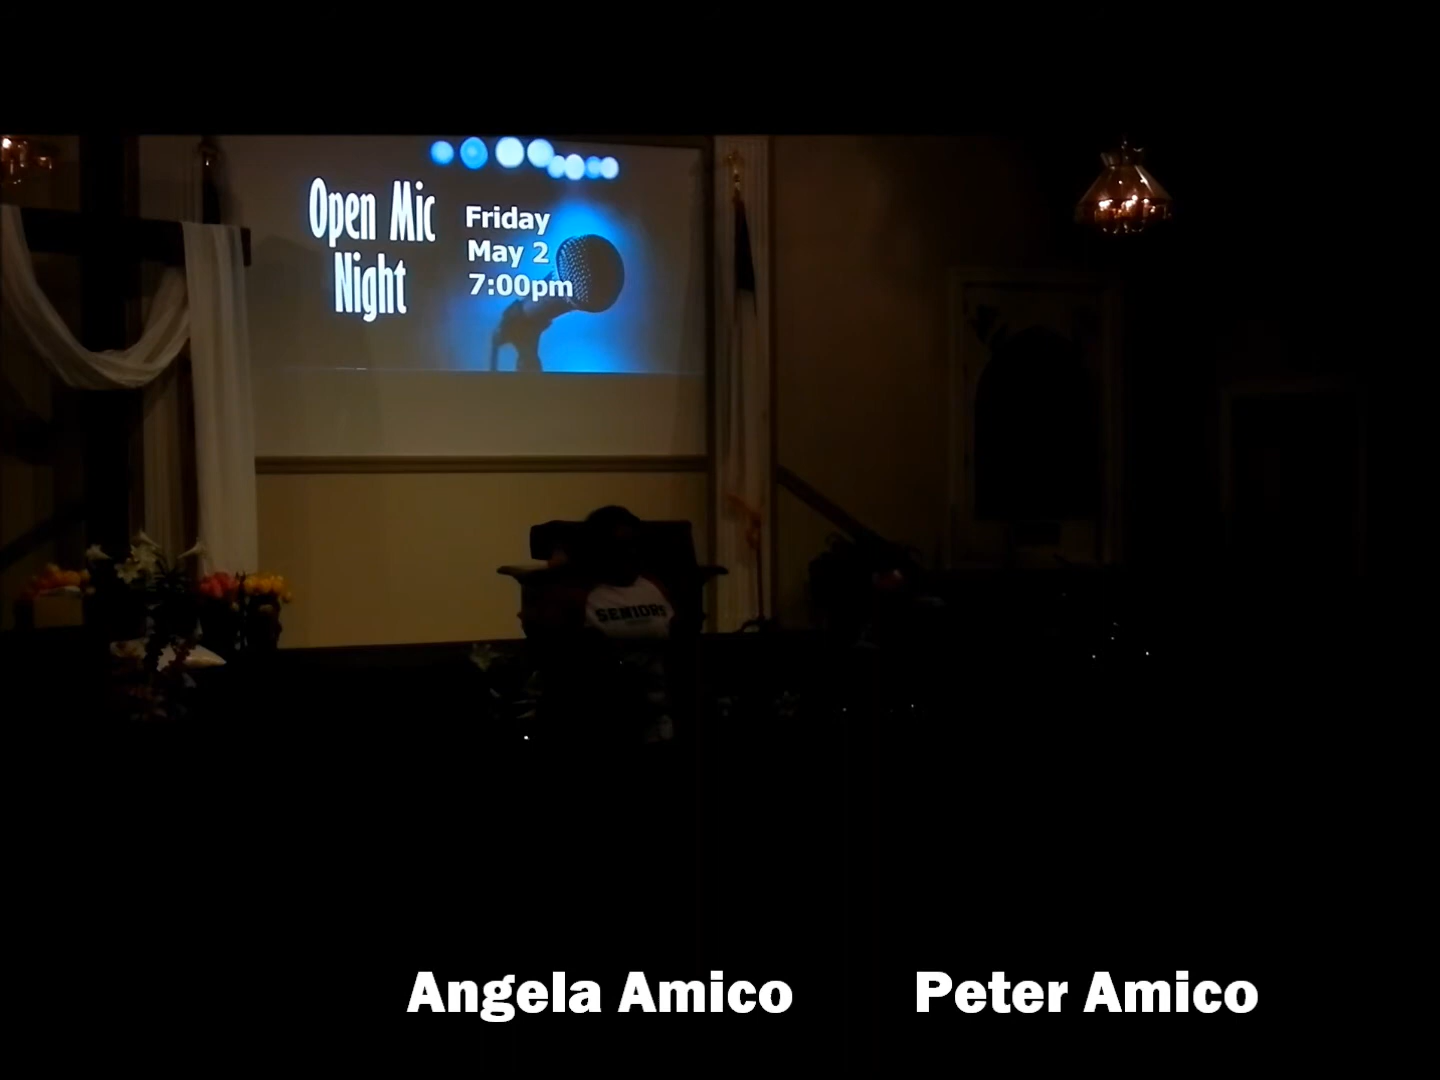 Open Mic
Night
Friday
May 2
7:00pm
SENIORS
Angela Amico
Peter Amico